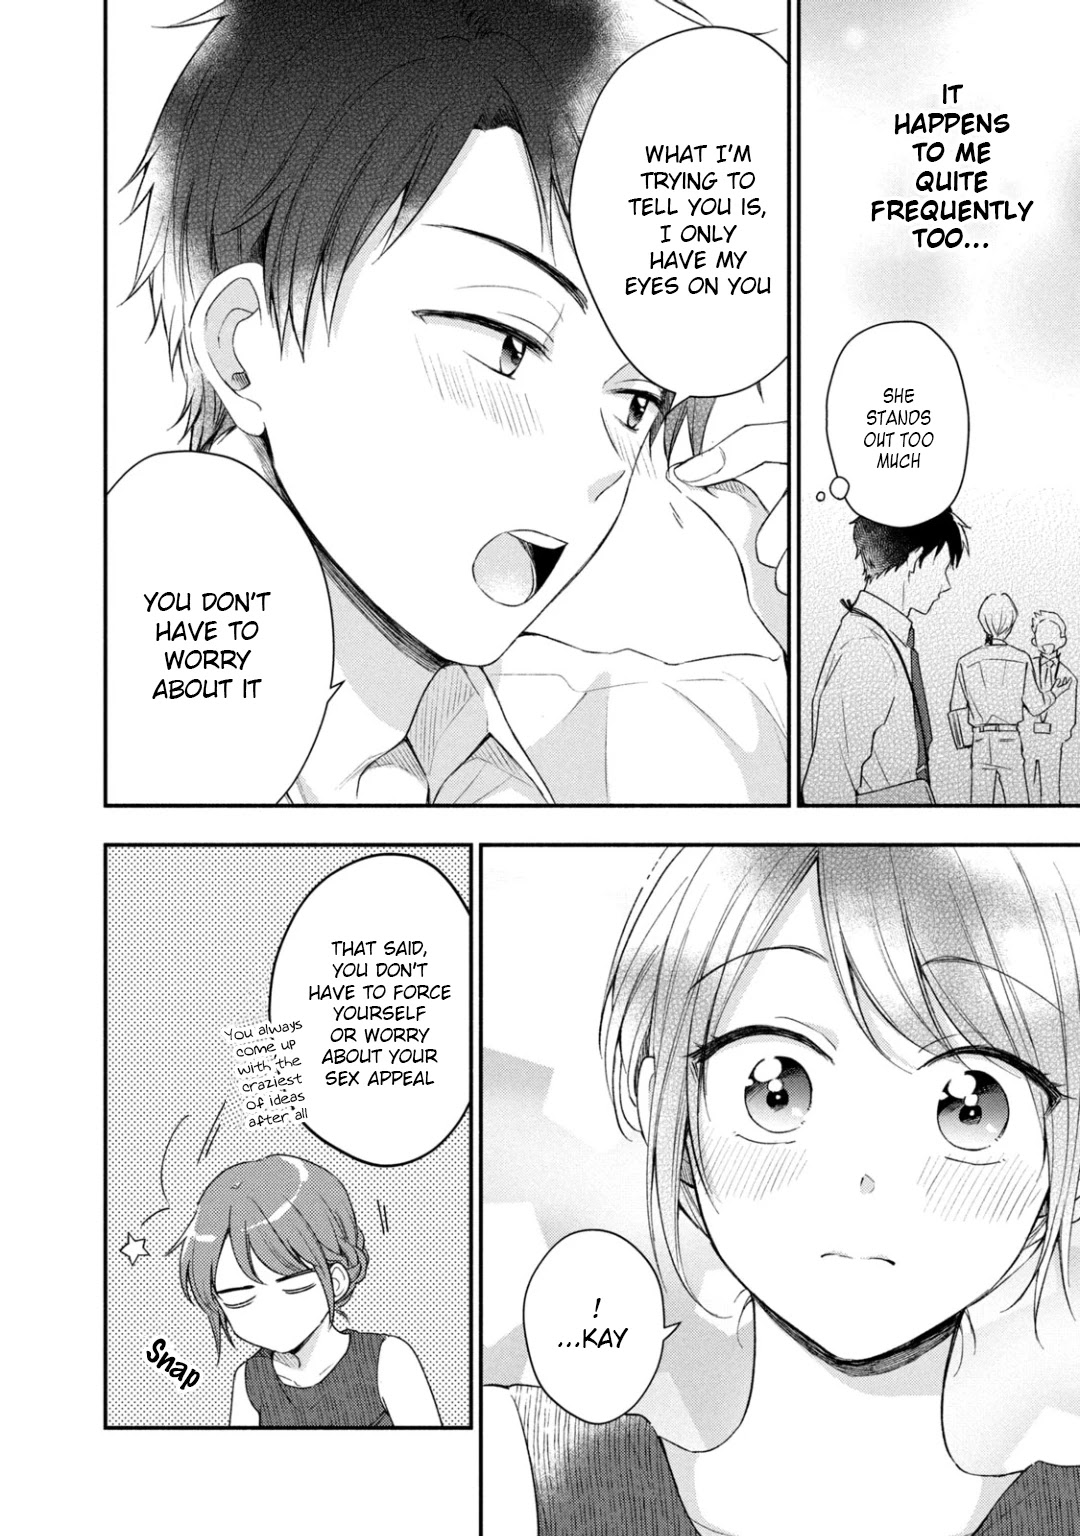 IT
HAPPENS
TO ME
QUITE
FREQUENTLY
TOO...
SHE
STANDS
OUT TOO
MUCH
WHAT I'M
TRYING TO
TELL YOU IS,
I ONLY
HAVE MY
EYES ON YOU
YOU DON'T
HAVE TO
WORRY
ABOUT IT
!
...KAY
THAT SAID,
YOU DON'T
HAVE TO FORCE
YOURSELF
OR WORRY
ABOUT YOUR
SEX APPEAL
You always
come up
with the
craziest
of ideas
after all
Snap